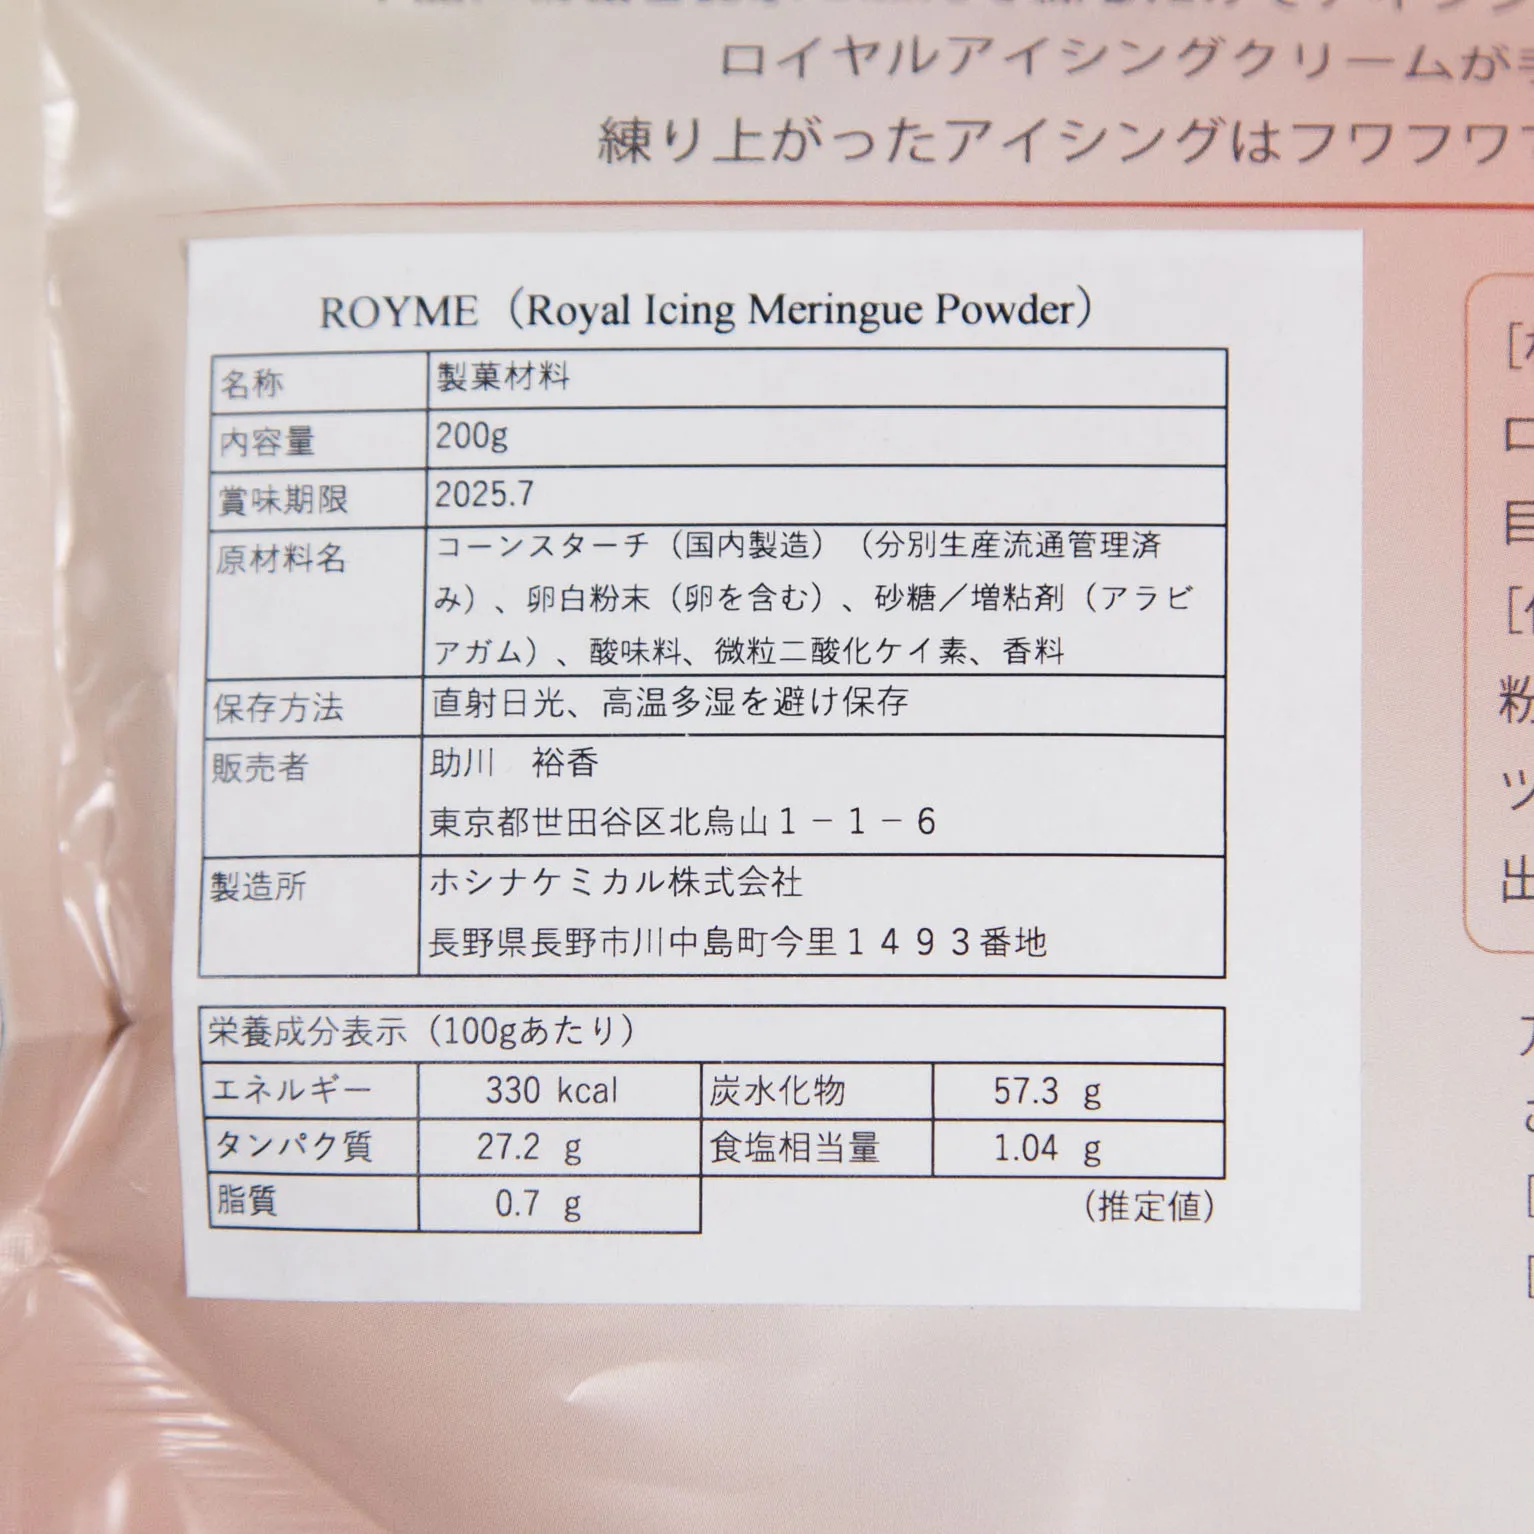 ロイヤルアイシングクリームが
練り上がったアイシングはフワフワ
ROYME（Royal Icing Meringue Powder）
名称 製菓材料
内容量 200g
賞味期限 2025.7
原材料名 コーンスターチ（国内製造）（分別生産流通管理済
み）、卵白粉末（卵を含む）、砂糖／増粘剤（アラビ
アガム）、酸味料、微粒二酸化ケイ素、香料
保存方法 直射日光、高温多湿を避け保存
販売者 助川　裕香
東京都世田谷区北烏山１－１－６
製造所 ホシナケミカル株式会社
長野県長野市川中島町今里１４９３番地
栄養成分表示（100gあたり）
エネルギー 330 kcal 炭水化物 57.3 g
タンパク質 27.2 g 食塩相当量 1.04 g
脂質 0.7 g (推定値)
目
粉
ツ
出